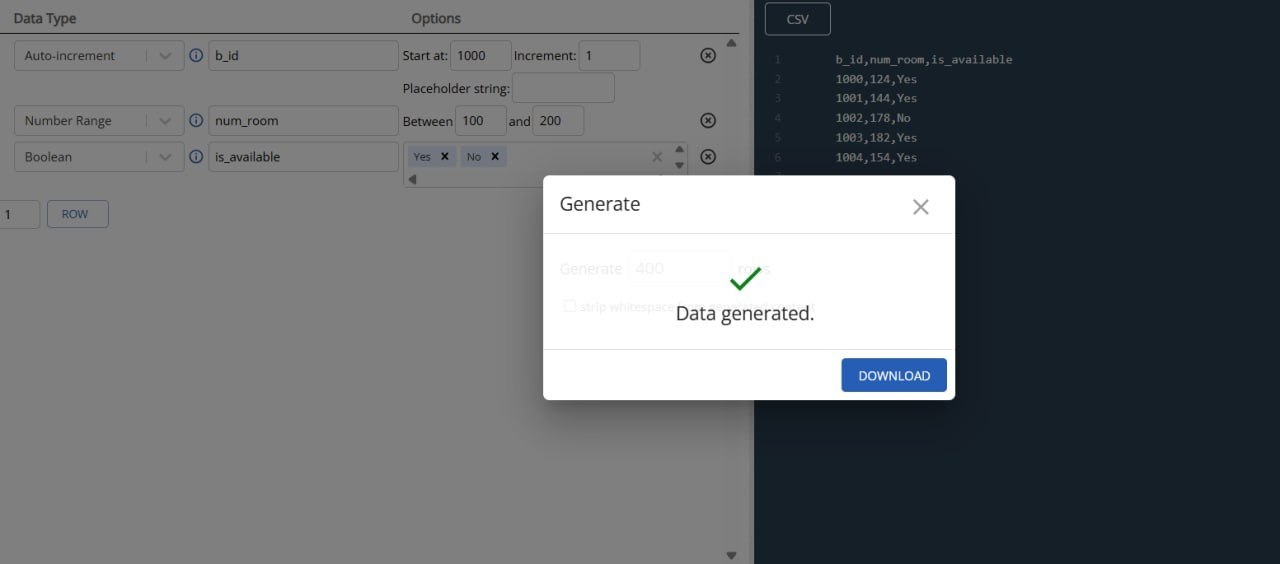 Data Type Options
Auto-increment b_id Start at: 1000 Increment: 1
Placeholder string:
Number Range num_room Between 100 and 200
Boolean is_available Yes No
1 ROW
CSV
1 b_id,num_room,is_available
2 1000,124,Yes
3 1001,144,Yes
4 1002,178,No
5 1003,182,Yes
6 1004,154,Yes
Generate
Generate 400
strip whitespace
Data generated.
DOWNLOAD